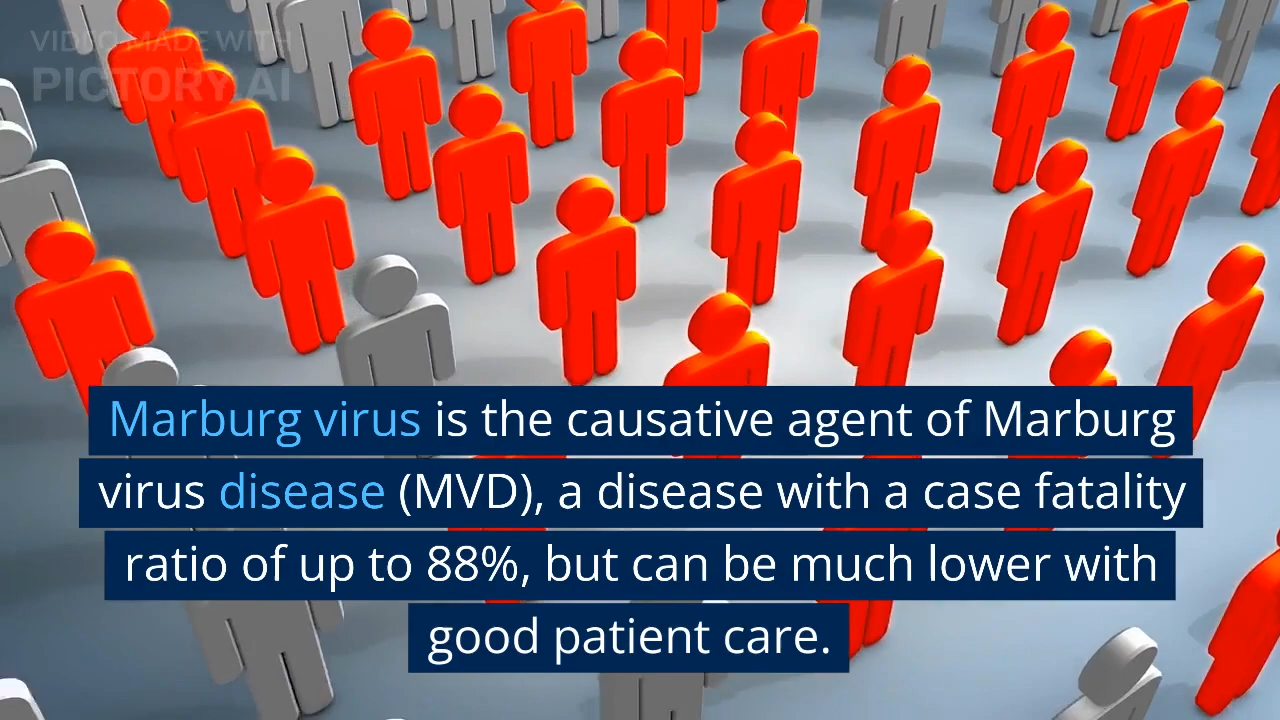 VIDEO MADE WITH
PICTORY.AI
Marburg virus is the causative agent of Marburg
virus disease (MVD), a disease with a case fatality
ratio of up to 88%, but can be much lower with
good patient care.